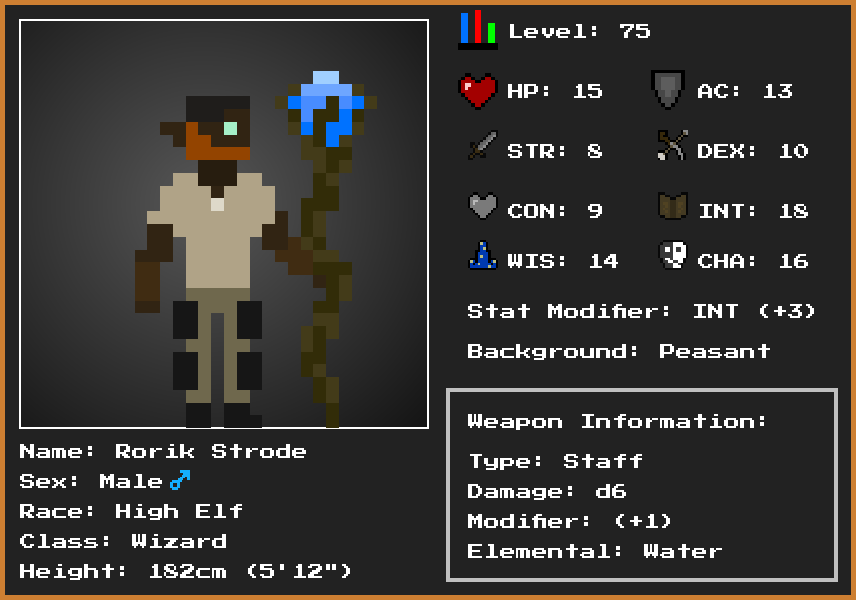 Level: 75
HP: 15
AC: 13
STR: 8
DEX: 10
CON: 9
INT: 18
WIS: 14
CHA: 16
Stat Modifier: INT (+3)
Background: Peasant
Weapon Information:
Type: Staff
Damage: d6
Modifier: (+1)
Elemental: Water
Name: Rorik Strode
Sex: Male ♂
Race: High Elf
Class: Wizard
Height: 182cm (5'12")